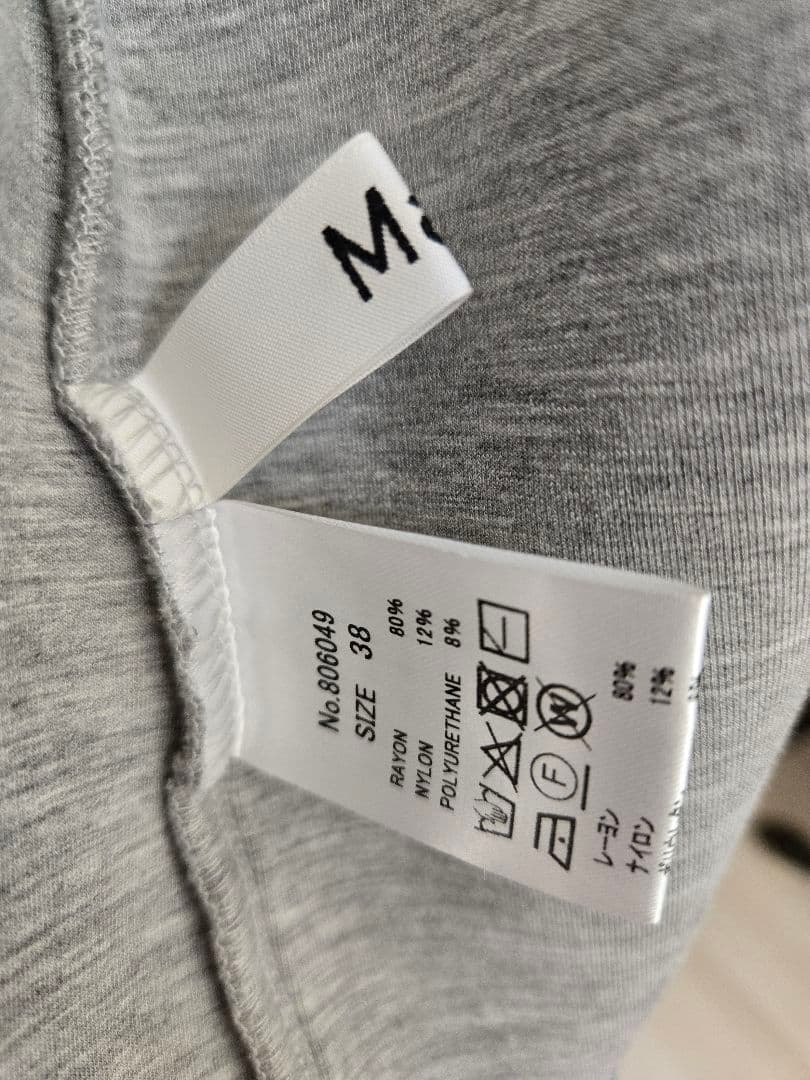 M
No.806049
SIZE 38
RAYON 80%
NYLON 12%
POLYURETHANE 8%
F
W
レーヨン 80%
ナイロン 12%